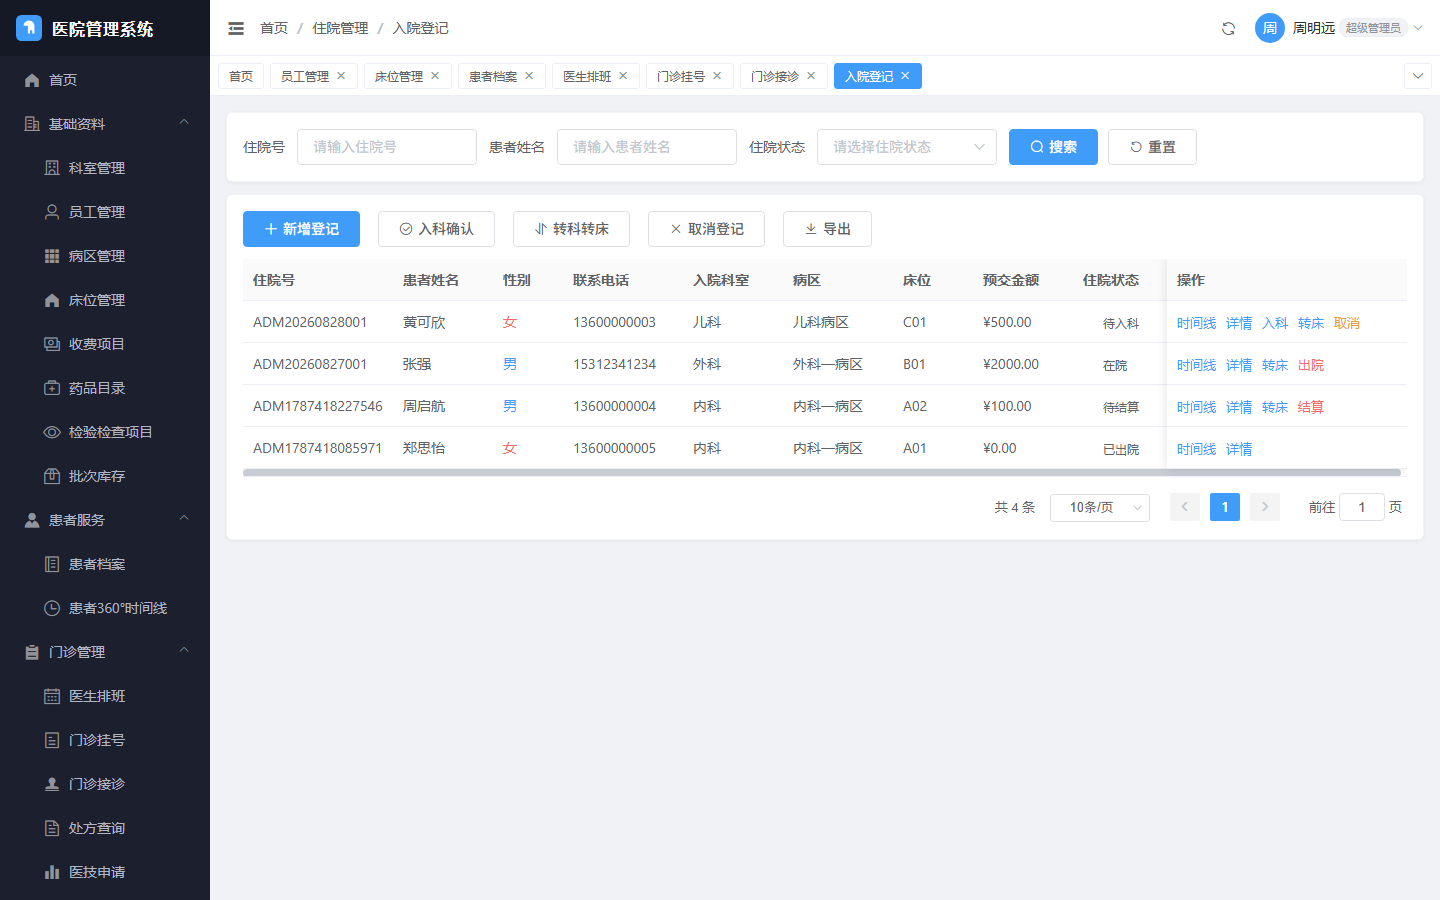 医院管理系统
首页
基础资料
科室管理
员工管理
病区管理
床位管理
收费项目
药品目录
检验检查项目
批次库存
患者服务
患者档案
患者360°时间线
门诊管理
医生排班
门诊挂号
门诊接诊
处方查询
医技申请
首页 / 住院管理 / 入院登记
周 周明远 超级管理员
首页 员工管理 床位管理 患者档案 医生排班 门诊挂号 门诊接诊 入院登记
住院号 请输入住院号 患者姓名 请输入患者姓名 住院状态 请选择住院状态 搜索 重置
新增登记 入科确认 转科转床 取消登记 导出
住院号 患者姓名 性别 联系电话 入院科室 病区 床位 预交金额 住院状态 操作
ADM20260828001 黄可欣 女 13600000003 儿科 儿科病区 C01 ¥500.00 待入科 时间线 详情 入科 转床 取消
ADM20260827001 张强 男 15312341234 外科 外科一病区 B01 ¥2000.00 在院 时间线 详情 转床 出院
ADM1787418227546 周启航 男 13600000004 内科 内科一病区 A02 ¥100.00 待结算 时间线 详情 转床 结算
ADM1787418085971 郑思怡 女 13600000005 内科 内科一病区 A01 ¥0.00 已出院 时间线 详情
共 4 条 10条/页 1 前往 1 页